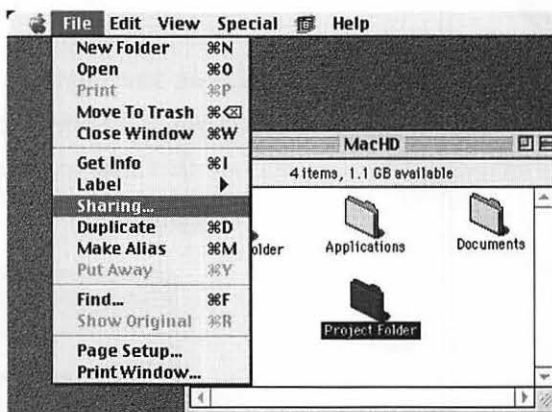 File Edit View Special Help
New Folder ⌘N
Open ⌘O
Print ⌘P
Move To Trash ⌘⌫
Close Window ⌘W
Get Info ⌘I
Label ▶
Sharing...
Duplicate ⌘D
Make Alias ⌘M
Put Away ⌘Y
Find... ⌘F
Show Original ⌘R
Page Setup...
Print Window...
MacHD
4 items, 1.1 GB available
older
Applications
Documents
Project Folder